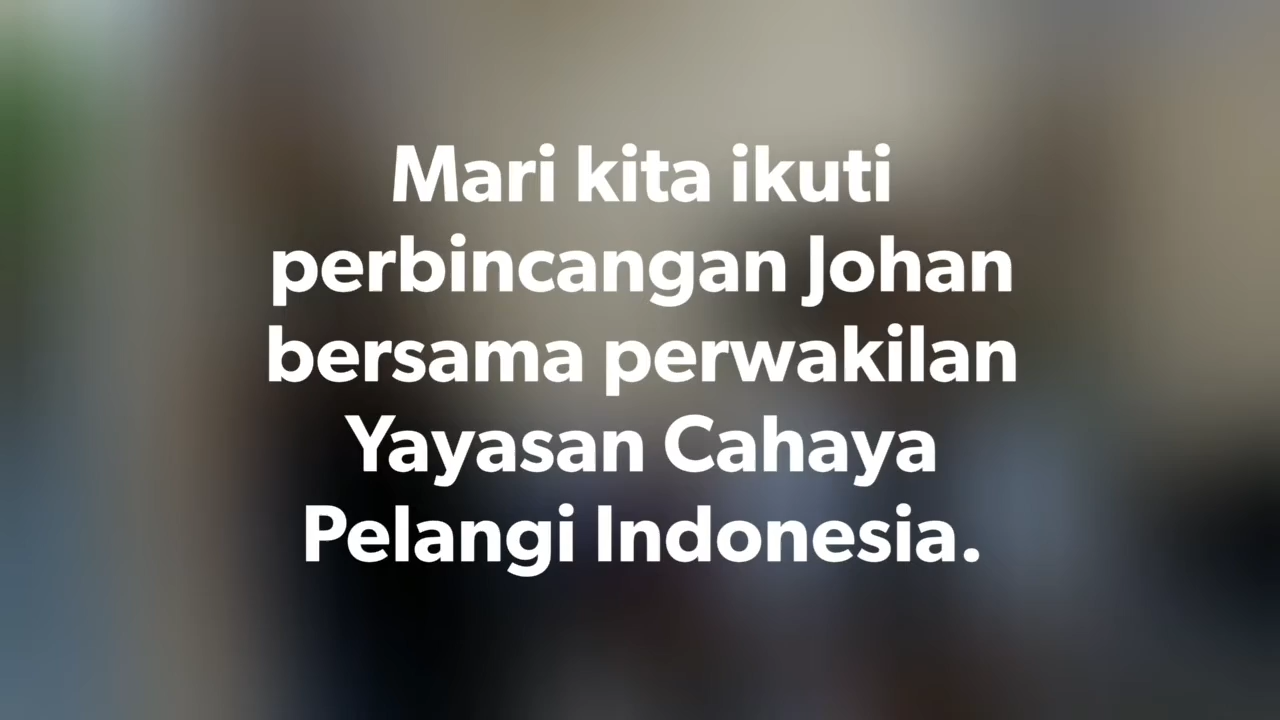 Mari kita ikuti
perbincangan Johan
bersama perwakilan
Yayasan Cahaya
Pelangi Indonesia.